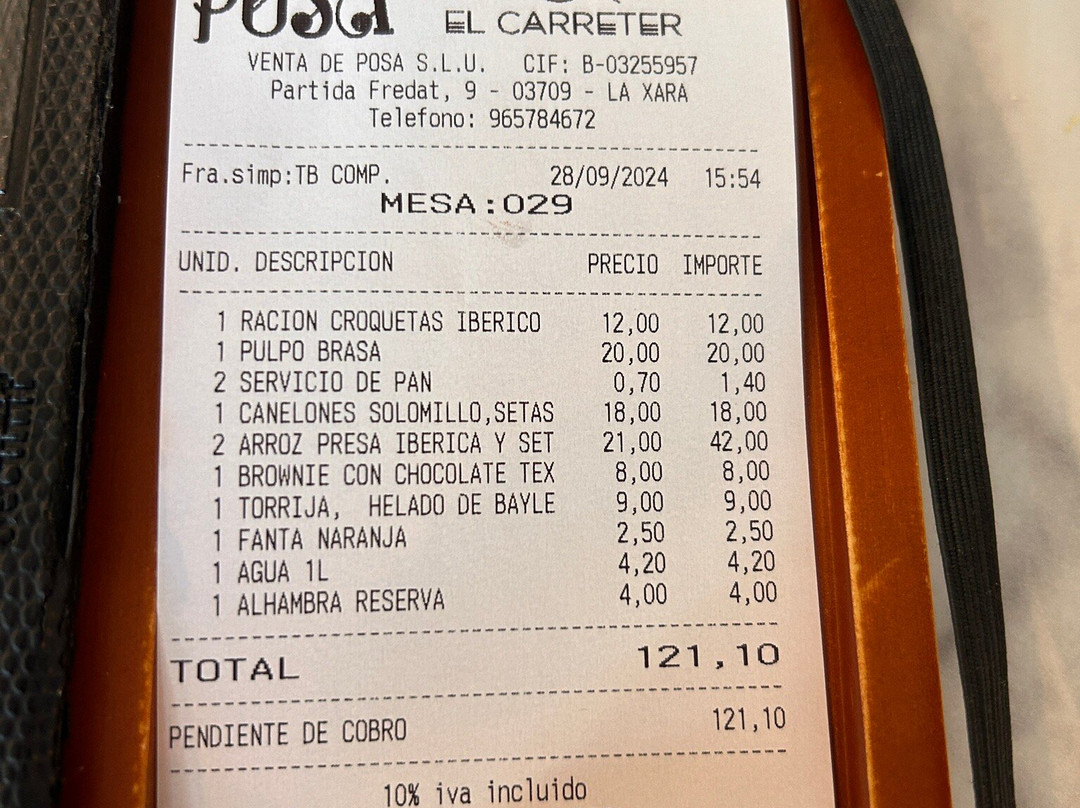 POSA EL CARRETER
VENTA DE POSA S.L.U. CIF: B-03255957
Partida Fredat, 9 - 03709 - LA XARA
Telefono: 965784672
Fra.simp:TB COMP. 28/09/2024 15:54
MESA:029
UNID. DESCRIPCION PRECIO IMPORTE
1 RACION CROQUETAS IBERICO 12,00 12,00
1 PULPO BRASA 20,00 20,00
2 SERVICIO DE PAN 0,70 1,40
1 CANELONES SOLOMILLO,SETAS 18,00 18,00
2 ARROZ PRESA IBERICA Y SET 21,00 42,00
1 BROWNIE CON CHOCOLATE TEX 8,00 8,00
1 TORRIJA, HELADO DE BAYLE 9,00 9,00
1 FANTA NARANJA 2,50 2,50
1 AGUA 1L 4,20 4,20
1 ALHAMBRA RESERVA 4,00 4,00
TOTAL 121,10
PENDIENTE DE COBRO 121,10
10% iva incluido